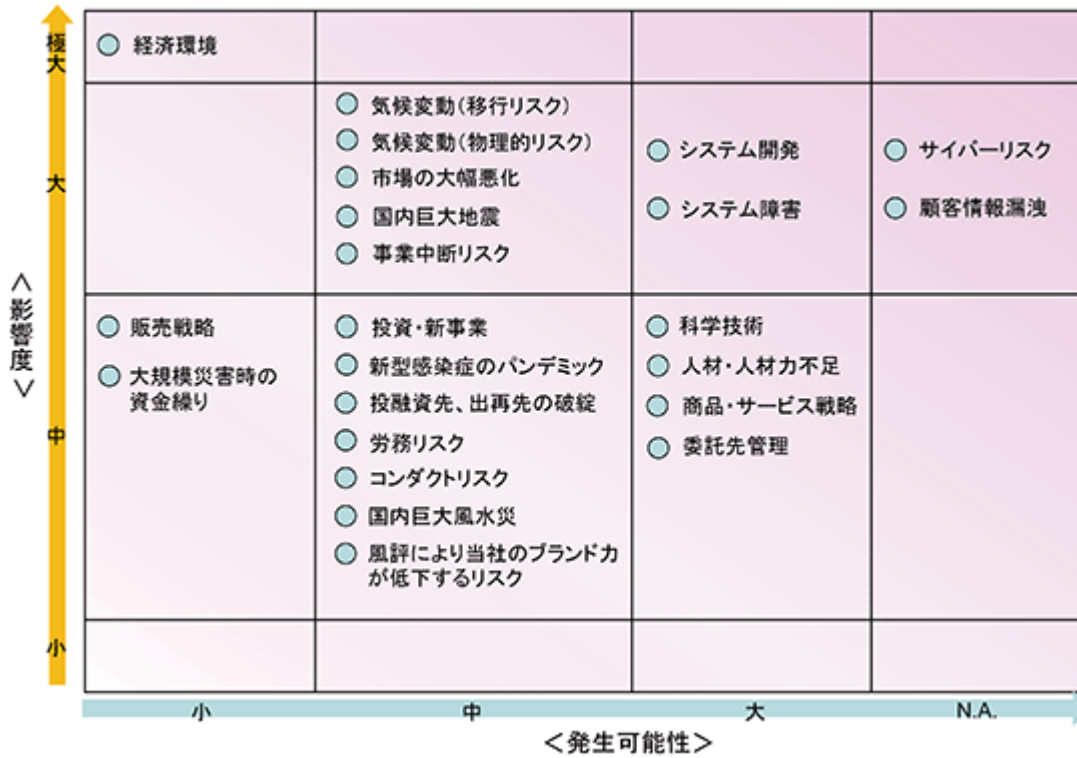 極大
経済環境
大
気候変動(移行リスク)
気候変動(物理的リスク)
市場の大幅悪化
国内巨大地震
事業中断リスク
システム開発
システム障害
サイバーリスク
顧客情報漏洩
<影響度>
中
販売戦略
大規模災害時の
資金繰り
投資・新事業
新型感染症のパンデミック
投融資先、出再先の破綻
労務リスク
コンダクトリスク
国内巨大風水災
風評により当社のブランド力
が低下するリスク
科学技術
人材・人材力不足
商品・サービス戦略
委託先管理
小
小
中
大
N.A.
<発生可能性>